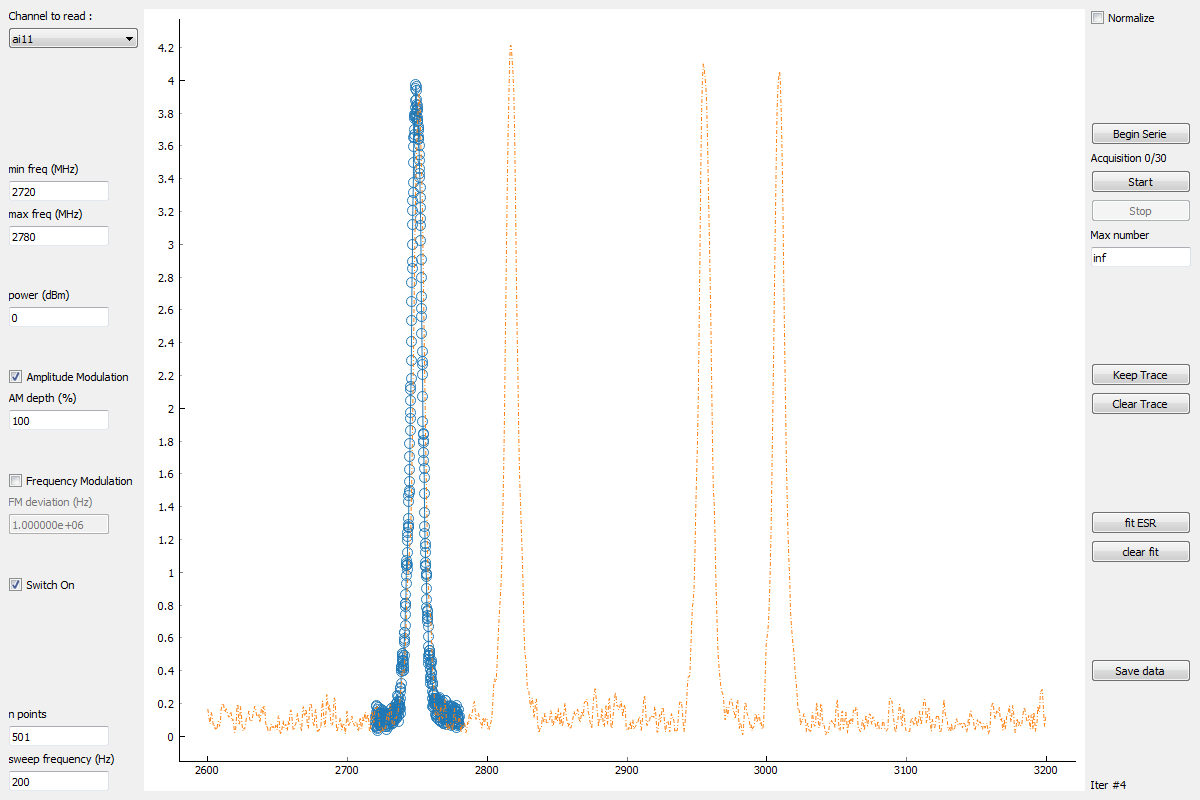 Channel to read :
ai11
min freq (MHz)
2720
max freq (MHz)
2780
power (dBm)
0
Amplitude Modulation
AM depth (%)
100
Frequency Modulation
FM deviation (Hz)
1.000000e+06
Switch On
n points
501
sweep frequency (Hz)
200
4.2
4
3.8
3.6
3.4
3.2
3
2.8
2.6
2.4
2.2
2
1.8
1.6
1.4
1.2
1
0.8
0.6
0.4
0.2
0
2600 2700 2800 2900 3000 3100 3200
Normalize
Begin Serie
Acquisition 0/30
Start
Stop
Max number
inf
Keep Trace
Clear Trace
fit ESR
clear fit
Save data
Iter #4